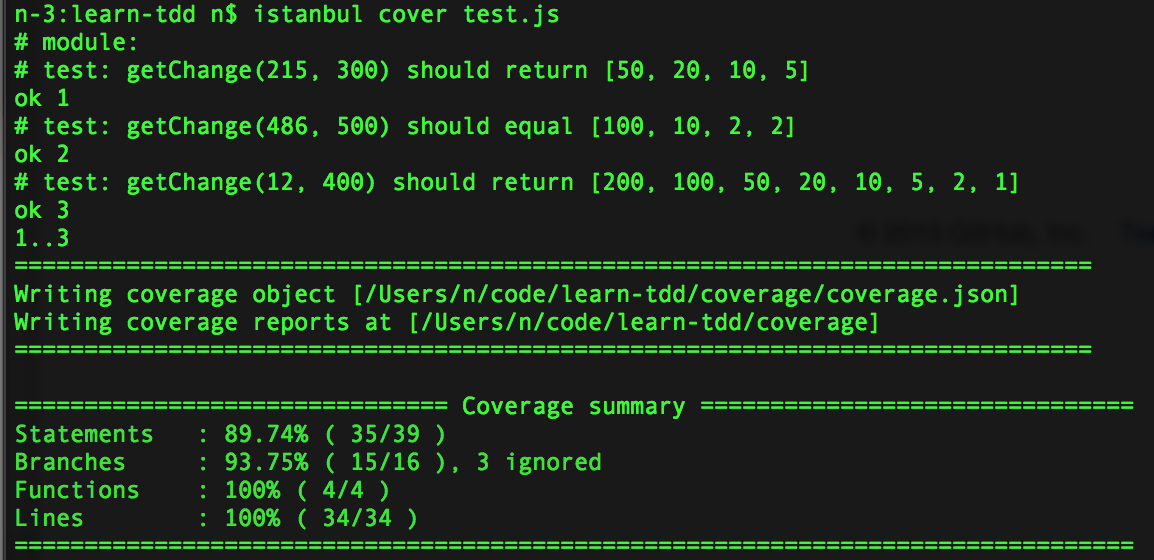 n-3:learn-tdd n$ istanbul cover test.js
# module:
# test: getChange(215, 300) should return [50, 20, 10, 5]
ok 1
# test: getChange(486, 500) should equal [100, 10, 2, 2]
ok 2
# test: getChange(12, 400) should return [200, 100, 50, 20, 10, 5, 2, 1]
ok 3
1..3
=============================================================================
Writing coverage object [/Users/n/code/learn-tdd/coverage/coverage.json]
Writing coverage reports at [/Users/n/code/learn-tdd/coverage]
=============================================================================
=============================== Coverage summary ===============================
Statements   : 89.74% ( 35/39 )
Branches     : 93.75% ( 15/16 ), 3 ignored
Functions    : 100% ( 4/4 )
Lines        : 100% ( 34/34 )
================================================================================